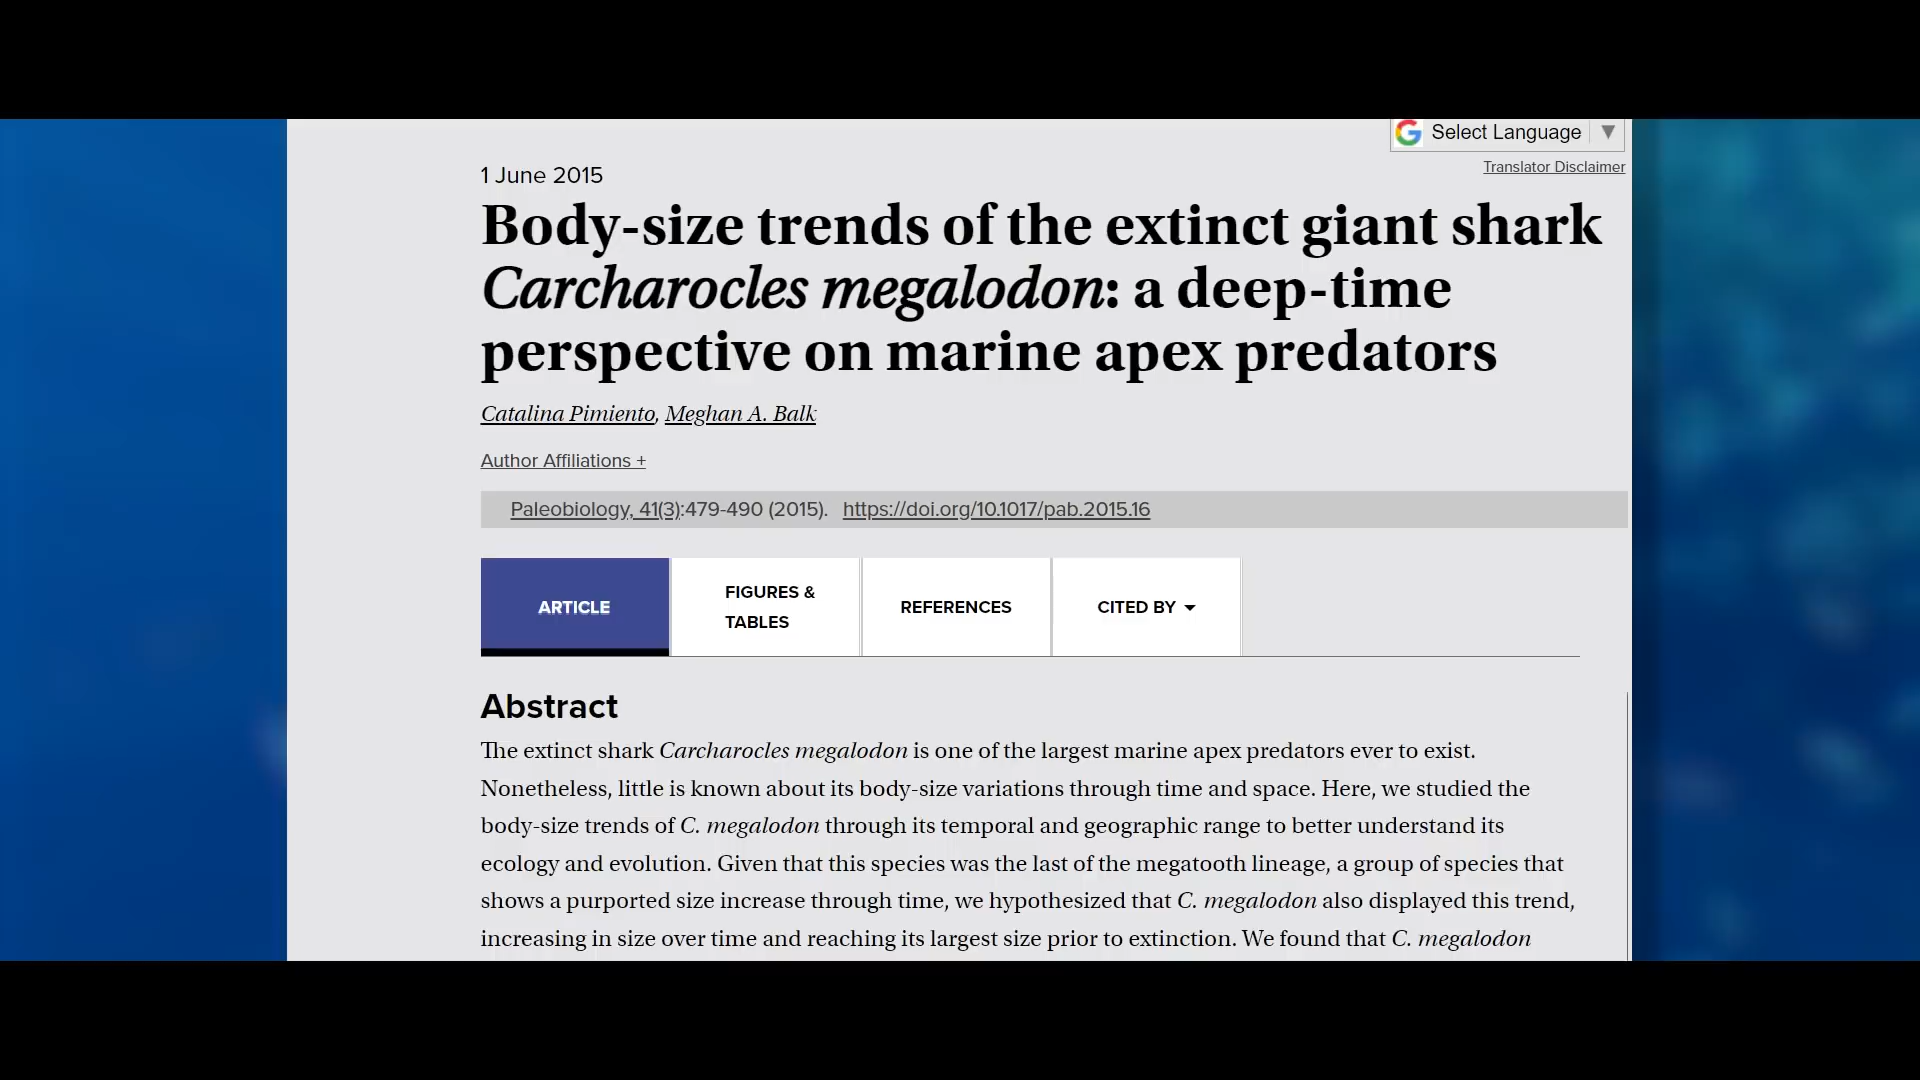 Select Language ▼
Translator Disclaimer
1 June 2015
Body-size trends of the extinct giant shark
Carcharocles megalodon: a deep-time
perspective on marine apex predators
Catalina Pimiento, Meghan A. Balk
Author Affiliations +
Paleobiology, 41(3):479-490 (2015). https://doi.org/10.1017/pab.2015.16
ARTICLE
FIGURES &
TABLES
REFERENCES
CITED BY
Abstract
The extinct shark Carcharocles megalodon is one of the largest marine apex predators ever to exist.
Nonetheless, little is known about its body-size variations through time and space. Here, we studied the
body-size trends of C. megalodon through its temporal and geographic range to better understand its
ecology and evolution. Given that this species was the last of the megatooth lineage, a group of species that
shows a purported size increase through time, we hypothesized that C. megalodon also displayed this trend,
increasing in size over time and reaching its largest size prior to extinction. We found that C. megalodon